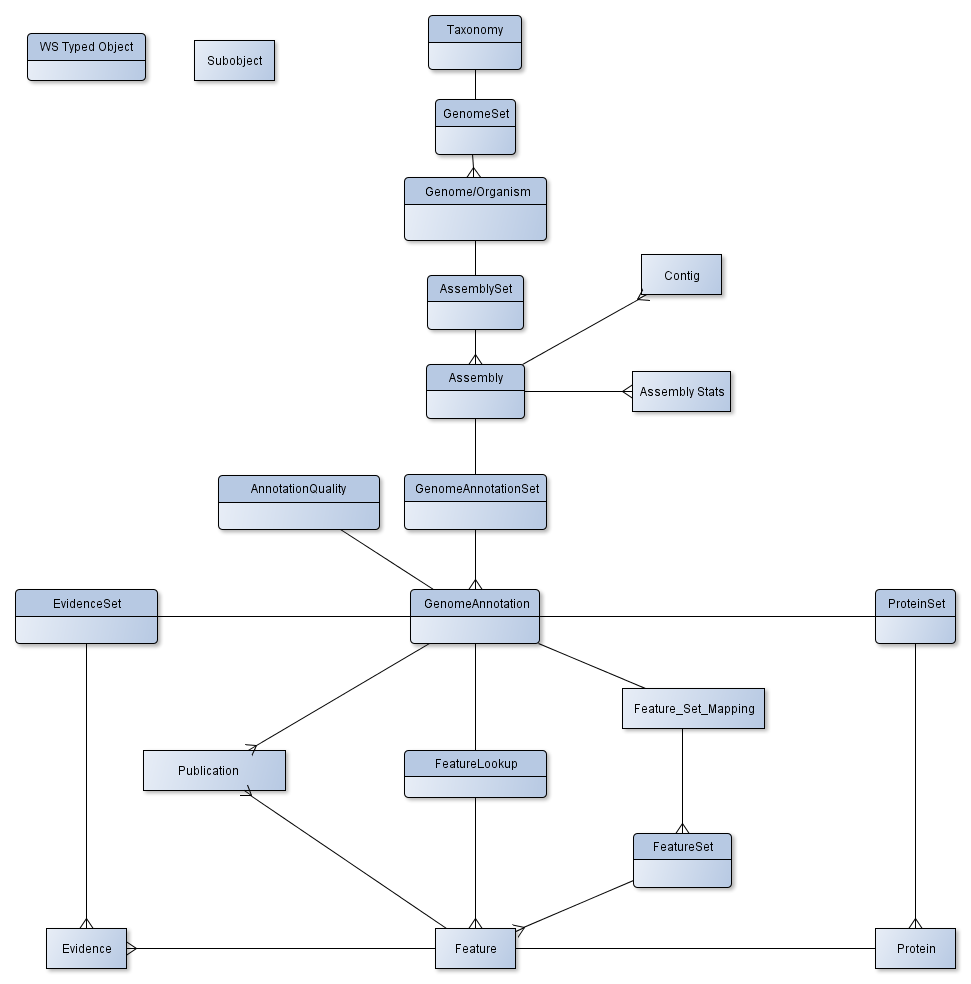 Taxonomy
WS Typed Object
Subobject
GenomeSet
Genome/Organism
Contig
AssemblySet
Assembly
Assembly Stats
AnnotationQuality
GenomeAnnotationSet
EvidenceSet
GenomeAnnotation
ProteinSet
Feature_Set_Mapping
Publication
FeatureLookup
FeatureSet
Evidence
Feature
Protein